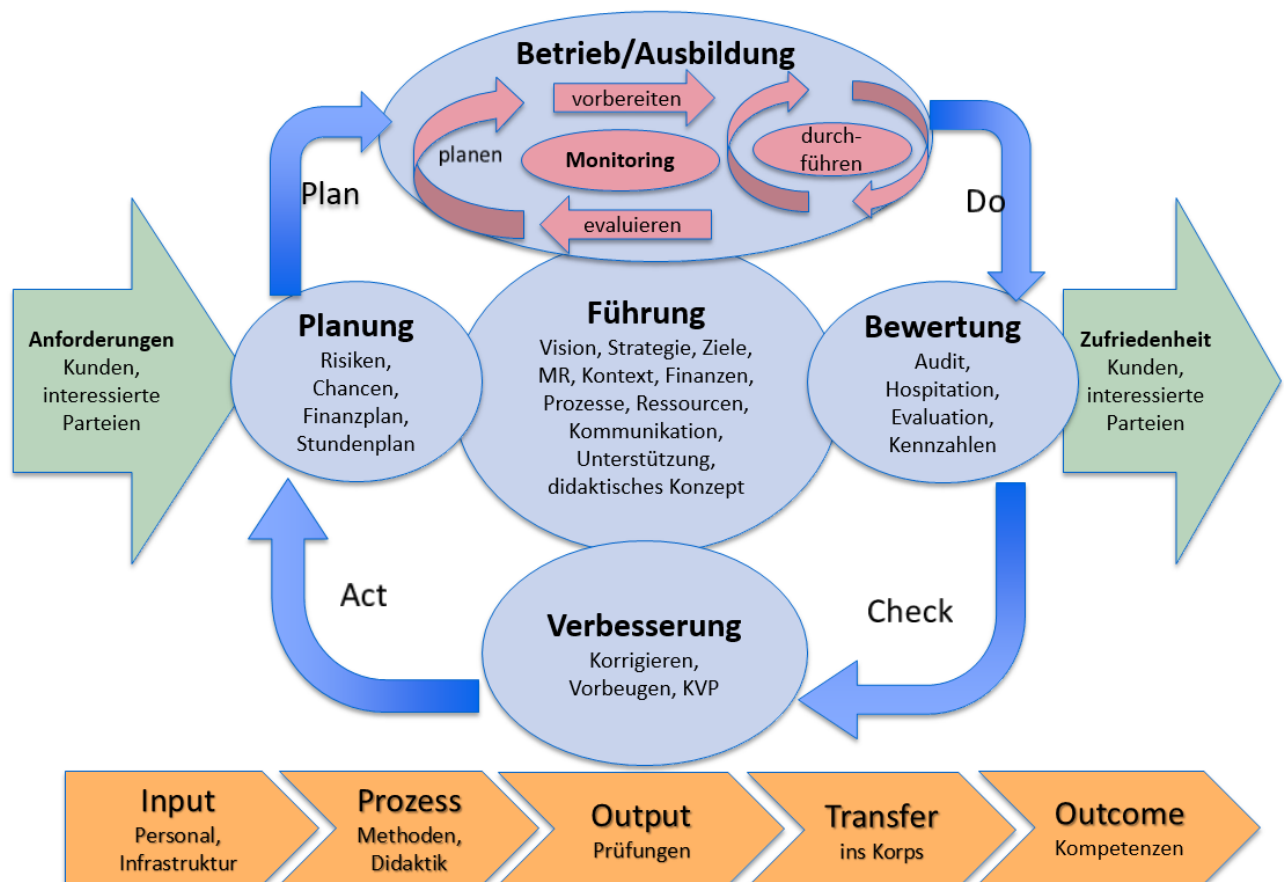 Betrieb/Ausbildung
vorbereiten
planen
Monitoring
durch-
führen
evaluieren
Plan
Do
Anforderungen
Kunden,
interessierte
Parteien
Planung
Risiken,
Chancen,
Finanzplan,
Stundenplan
Führung
Vision, Strategie, Ziele,
MR, Kontext, Finanzen,
Prozesse, Ressourcen,
Kommunikation,
Unterstützung,
didaktisches Konzept
Bewertung
Audit,
Hospitation,
Evaluation,
Kennzahlen
Zufriedenheit
Kunden,
interessierte
Parteien
Act
Check
Verbesserung
Korrigieren,
Vorbeugen, KVP
Input
Personal,
Infrastruktur
Prozess
Methoden,
Didaktik
Output
Prüfungen
Transfer
ins Korps
Outcome
Kompetenzen